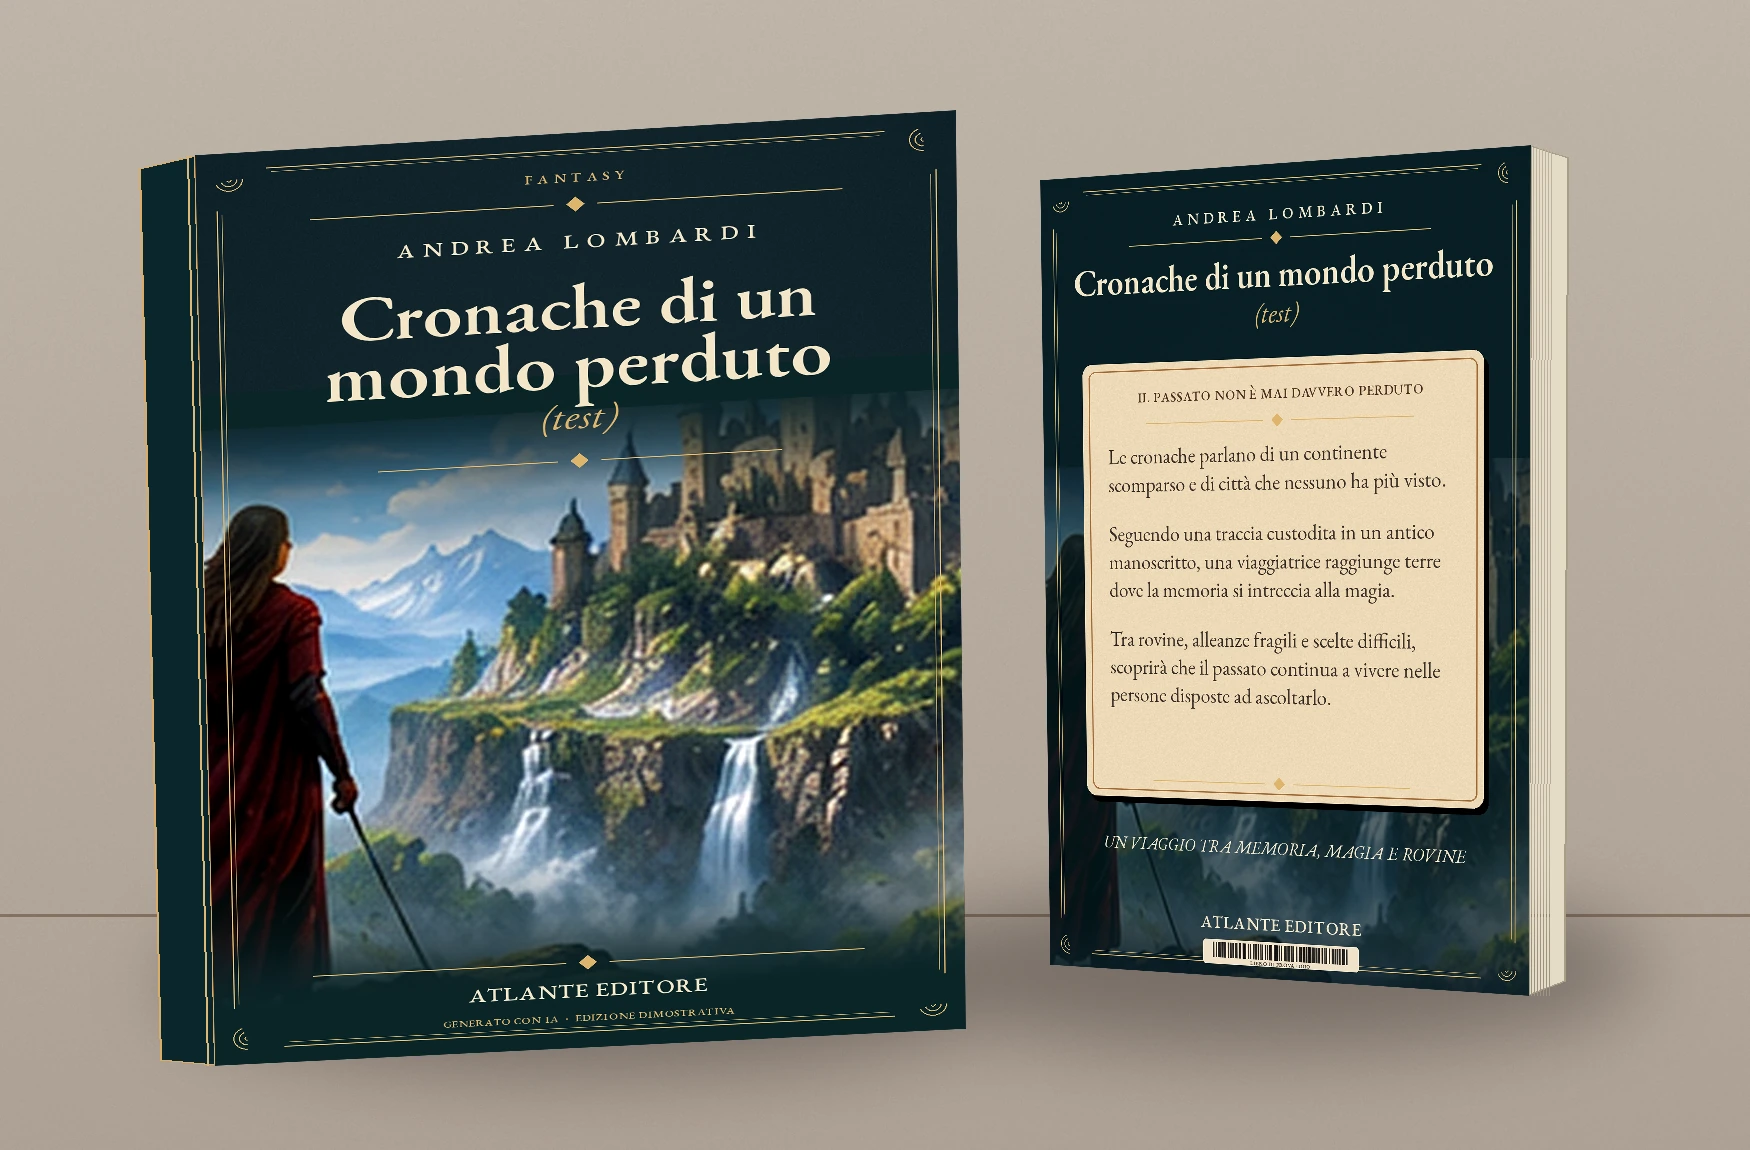 FANTASY
ANDREA LOMBARDI
Cronache di un
mondo perduto
(test)
ATLANTE EDITORE
GENERATO CON IA · EDIZIONE DIMOSTRATIVA
ANDREA LOMBARDI
Cronache di un mondo perduto
(test)
IL PASSATO NON È MAI DAVVERO PERDUTO
Le cronache parlano di un continente
scomparso e di città che nessuno ha più visto.
Seguendo una traccia custodita in un antico
manoscritto, una viaggiatrice raggiunge terre
dove la memoria si intreccia alla magia.
Tra rovine, alleanze fragili e scelte difficili,
scoprirà che il passato continua a vivere nelle
persone disposte ad ascoltarlo.
UN VIAGGIO TRA MEMORIA, MAGIA E ROVINE
ATLANTE EDITORE